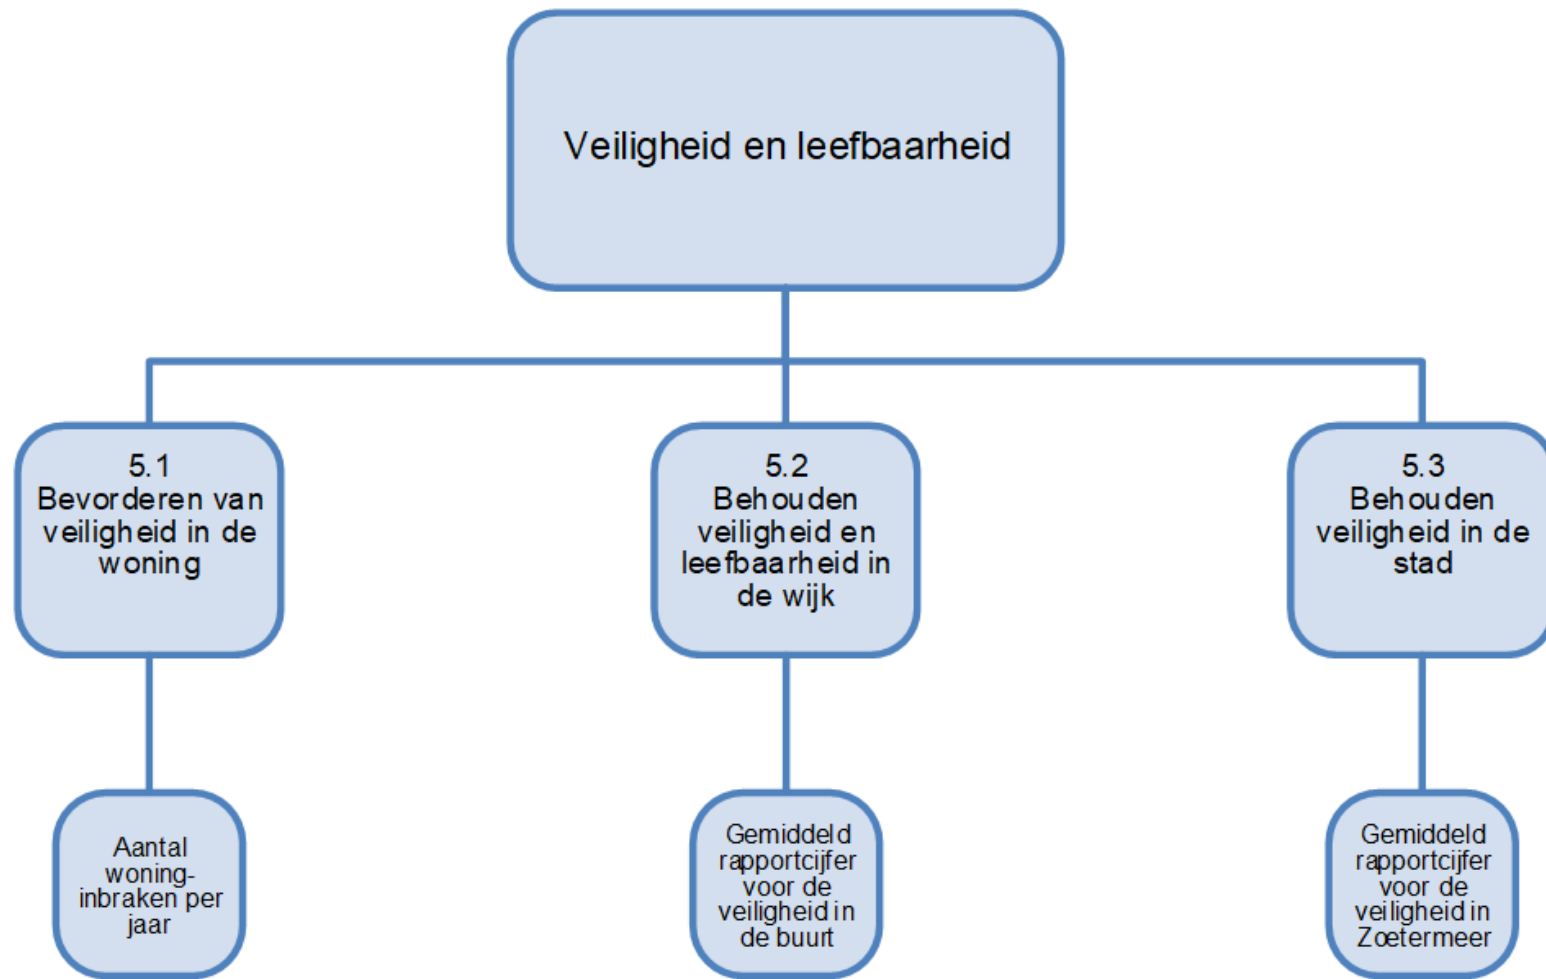 Veiligheid en leefbaarheid
5.1
Bevorderen van
veiligheid in de
woning
5.2
Behouden
veiligheid en
leefbaarheid in
de wijk
5.3
Behouden
veiligheid in de
stad
Aantal
woning-
inbraken per
jaar
Gemiddeld
rapportcijfer
voor de
veiligheid in
de buurt
Gemiddeld
rapportcijfer
voor de
veiligheid in
Zoetermeer